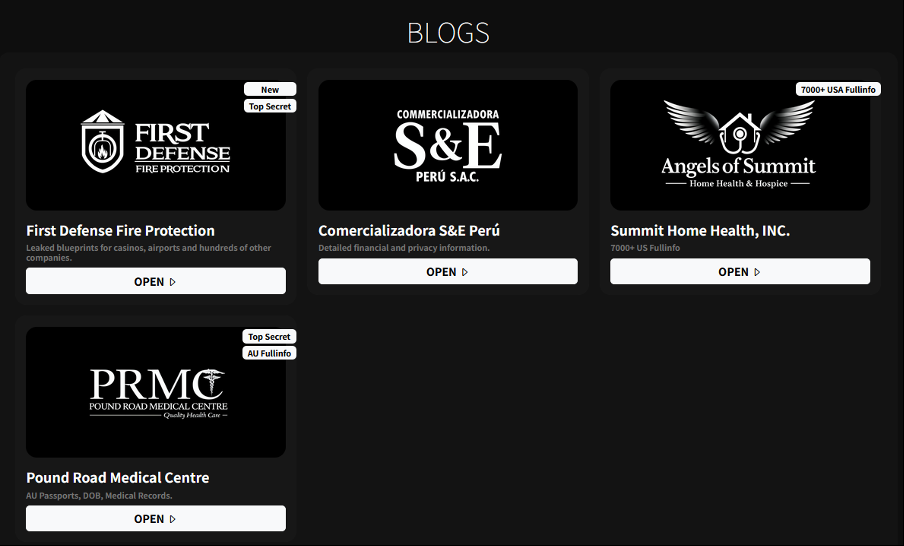 BLOGS
New
Top Secret
FIRST
DEFENSE
FIRE PROTECTION
First Defense Fire Protection
Leaked blueprints for casinos, airports and hundreds of other
companies.
OPEN
COMMERCIALIZADORA
S&E
PERÚ S.A.C.
Comercializadora S&E Perú
Detailed financial and privacy information.
OPEN
7000+ USA Fullinfo
Angels of Summit
Home Health & Hospice
Summit Home Health, INC.
7000+ US Fullinfo
OPEN
Top Secret
AU Fullinfo
PRMC
POUND ROAD MEDICAL CENTRE
Quality Health Care
Pound Road Medical Centre
AU Passports, DOB, Medical Records.
OPEN